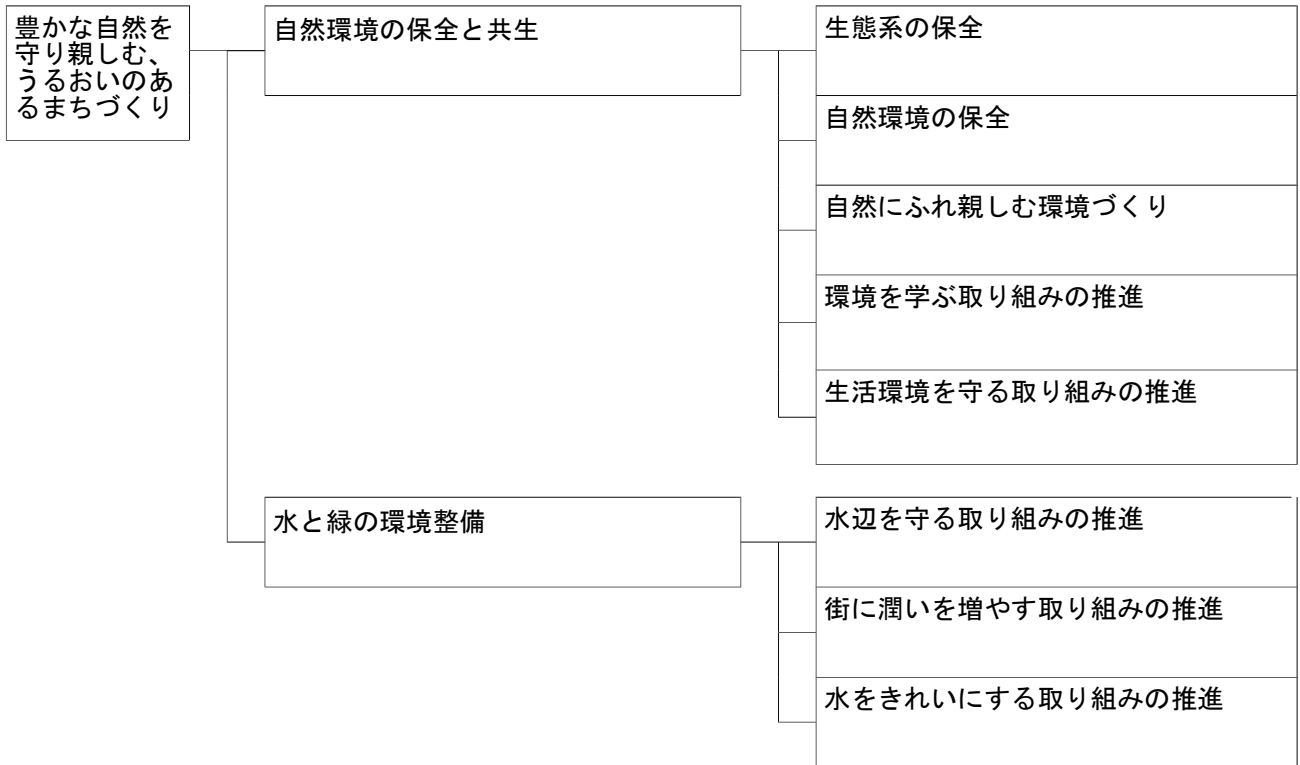 豊かな自然を
守り親しむ、
うるおいのあ
るまちづくり
自然環境の保全と共生
生態系の保全
自然環境の保全
自然にふれ親しむ環境づくり
環境を学ぶ取り組みの推進
生活環境を守る取り組みの推進
水と緑の環境整備
水辺を守る取り組みの推進
街に潤いを増やす取り組みの推進
水をきれいにする取り組みの推進